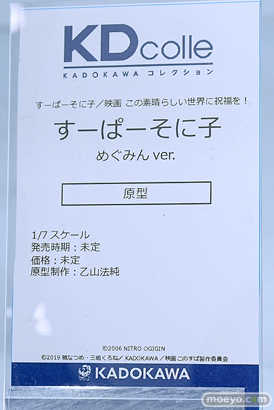 KDcolle
KADOKAWA コレクション
すーぱーそに子／映画 この素晴らしい世界に祝福を！
すーぱーそに子
めぐみん ver.
原型
1/7 スケール
発売時期：未定
価格：未定
原型制作：乙山法純
©2006 NITRO ORIGIN
©2019 暁なつめ・三嶋くろね／KADOKAWA／映画このすば製作委員会
KADOKAWA
moeyo.com